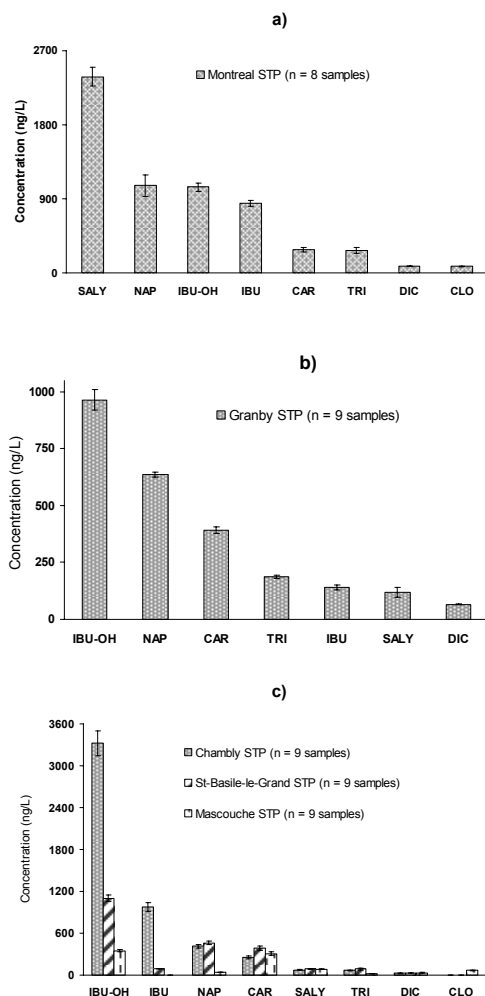 a)
2700
1800
900
0
Concentration (ng/L)
Montreal STP (n = 8 samples)
SALY NAP IBU-OH IBU CAR TRI DIC CLO
b)
1000
750
500
250
0
Concentration (ng/L)
Granby STP (n = 9 samples)
IBU-OH NAP CAR TRI IBU SALY DIC
c)
3600
3000
2400
1800
1200
600
0
Concentration (ng/L)
Chambly STP (n = 9 samples)
St-Basile-le-Grand STP (n = 9 samples)
Mascouche STP (n = 9 samples)
IBU-OH IBU NAP CAR SALY TRI DIC CLO